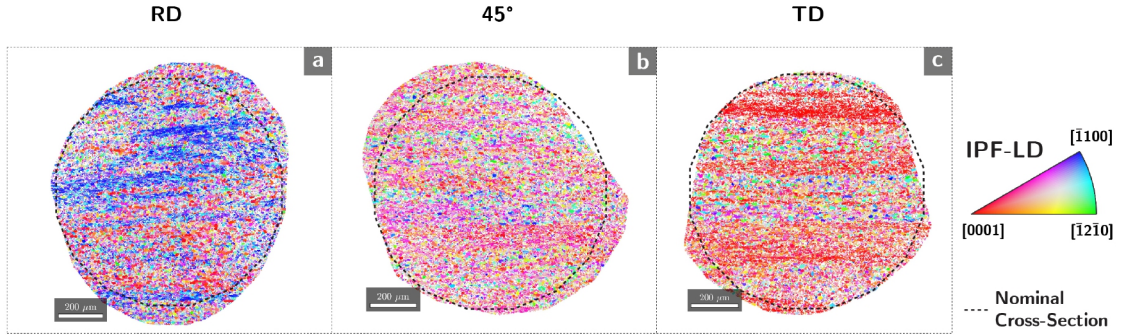 RD
45°
TD
a
b
c
IPF-LD
[1̅100]
[0001]
[1̅21̅0]
200 μm
200 μm
200 μm
Nominal
Cross-Section